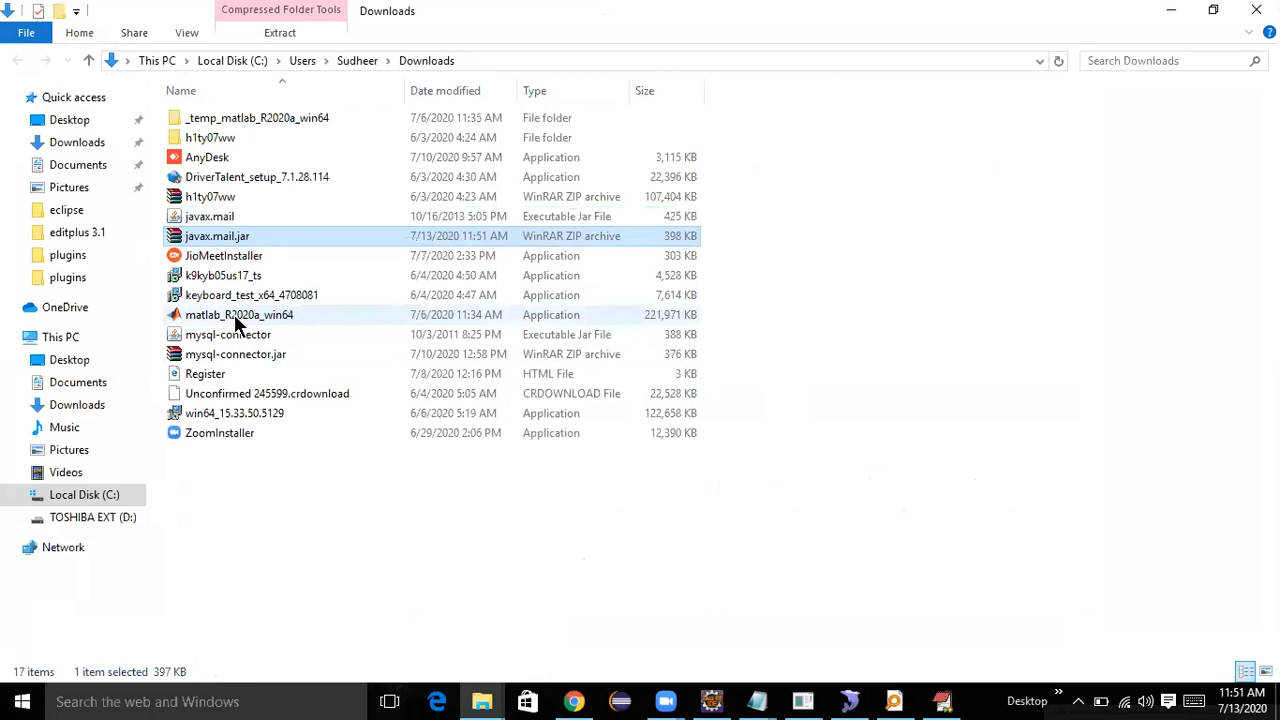 Compressed Folder Tools Downloads
File Home Share View Extract
This PC Local Disk (C:) Users Sudheer Downloads Search Downloads
Name Date modified Type Size
Quick access
Desktop
Downloads
Documents
Pictures
eclipse
editplus 3.1
plugins
plugins
OneDrive
This PC
Desktop
Documents
Downloads
Music
Pictures
Videos
Local Disk (C:)
TOSHIBA EXT (D:)
Network
_temp_matlab_R2020a_win64 7/6/2020 11:35 AM File folder
h1ty07ww 6/3/2020 4:24 AM File folder
AnyDesk 7/10/2020 9:57 AM Application 3,115 KB
DriverTalent_setup_7.1.28.114 6/3/2020 4:30 AM Application 22,396 KB
h1ty07ww 6/3/2020 4:23 AM WinRAR ZIP archive 107,404 KB
javax.mail 10/16/2013 5:05 PM Executable Jar File 425 KB
javax.mail.jar 7/13/2020 11:51 AM WinRAR ZIP archive 398 KB
JioMeetInstaller 7/7/2020 2:33 PM Application 303 KB
k9kyb05us17_ts 6/4/2020 4:50 AM Application 4,528 KB
keyboard_test_x64_4708081 6/4/2020 4:47 AM Application 7,614 KB
matlab_R2020a_win64 7/6/2020 11:34 AM Application 221,971 KB
mysql-connector 10/3/2011 8:25 PM Executable Jar File 388 KB
mysql-connector.jar 7/10/2020 12:58 PM WinRAR ZIP archive 376 KB
Register 7/8/2020 12:16 PM HTML File 3 KB
Unconfirmed 245599.crdownload 6/4/2020 5:05 AM CRDOWNLOAD File 22,528 KB
win64_15.33.50.5129 6/6/2020 5:19 AM Application 122,658 KB
ZoomInstaller 6/29/2020 2:06 PM Application 12,390 KB
17 items 1 item selected 397 KB
Search the web and Windows Desktop 11:51 AM
7/13/2020